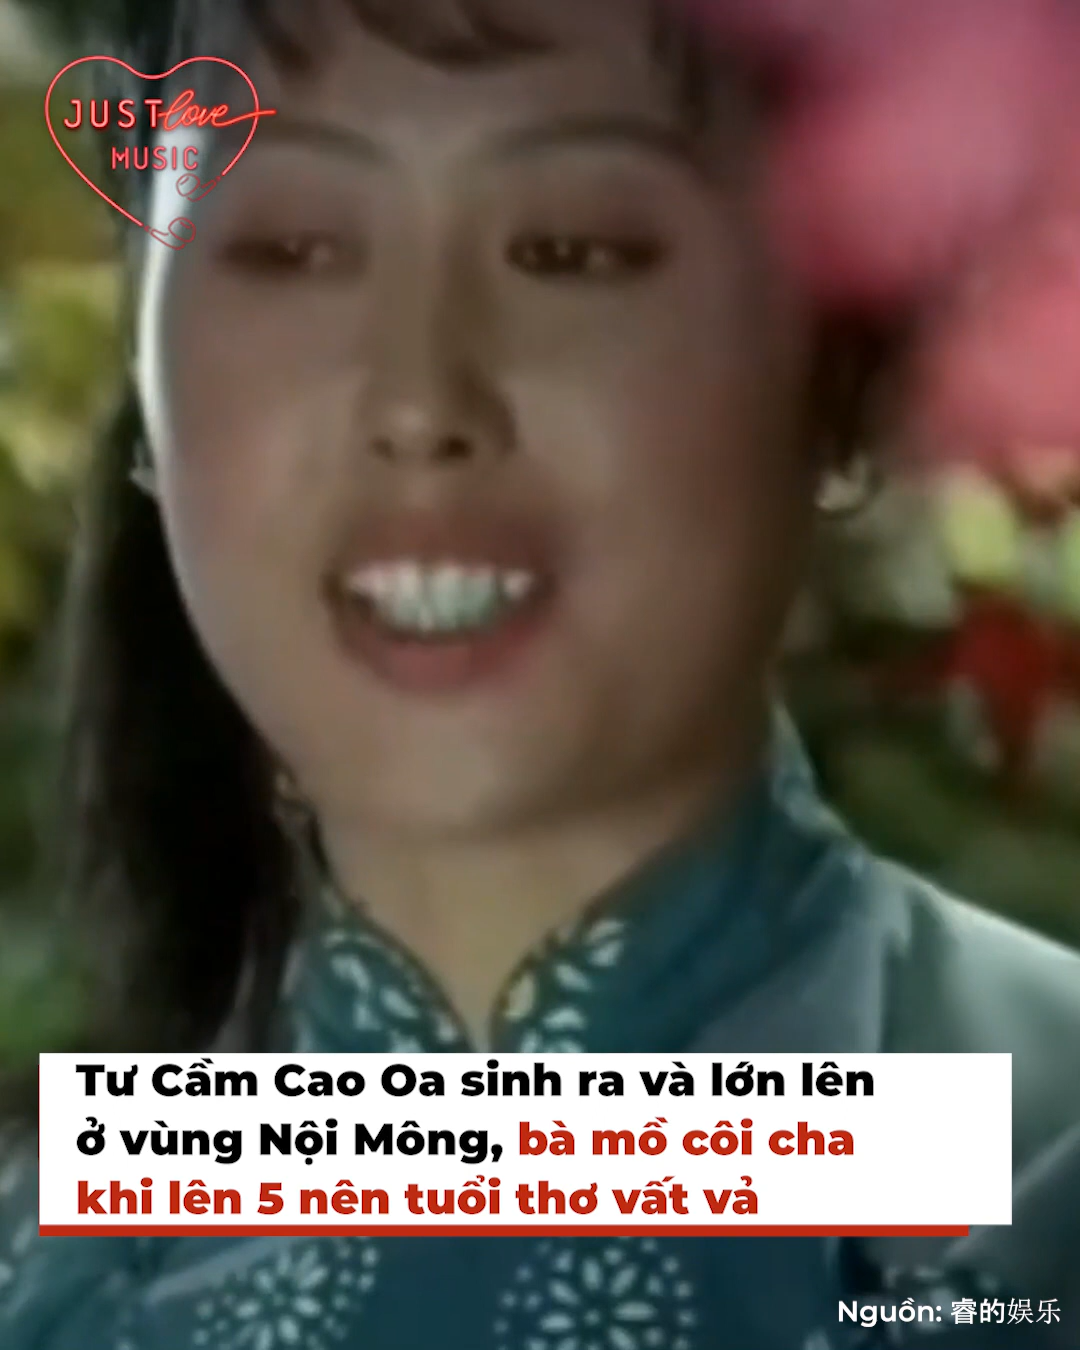 JUST love
MUSIC
Tư Cầm Cao Oa sinh ra và lớn lên
ở vùng Nội Mông, bà mồ côi cha
khi lên 5 nên tuổi thơ vất vả
Nguồn: 睿的娱乐